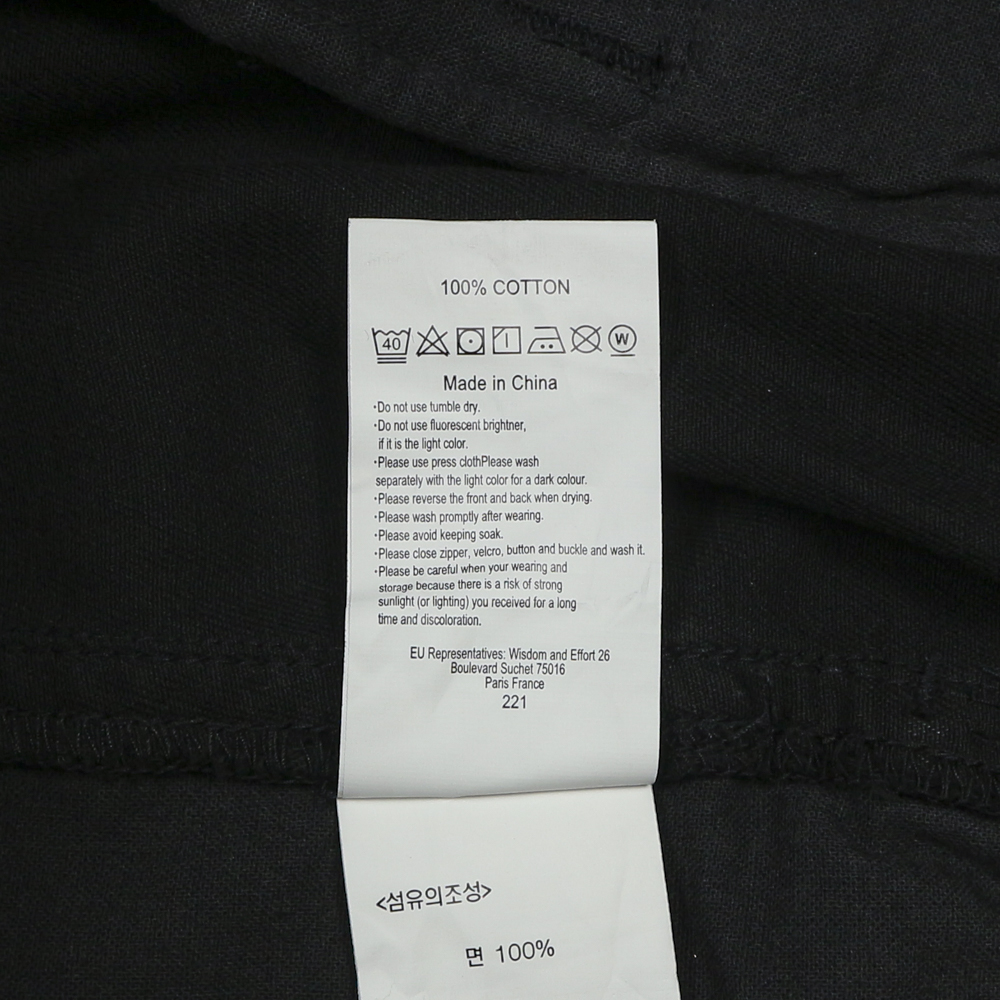 100% COTTON
40 W
Made in China
·Do not use tumble dry.
·Do not use fluorescent brightner,
if it is the light color.
·Please use press clothPlease wash
separately with the light color for a dark colour.
·Please reverse the front and back when drying.
·Please wash promptly after wearing.
·Please avoid keeping soak.
·Please close zipper, velcro, button and buckle and wash it.
·Please be careful when your wearing and
storage because there is a risk of strong
sunlight (or lighting) you received for a long
time and discoloration.
EU Representatives: Wisdom and Effort 26
Boulevard Suchet 75016
Paris France
221
<섬유의조성>
면 100%